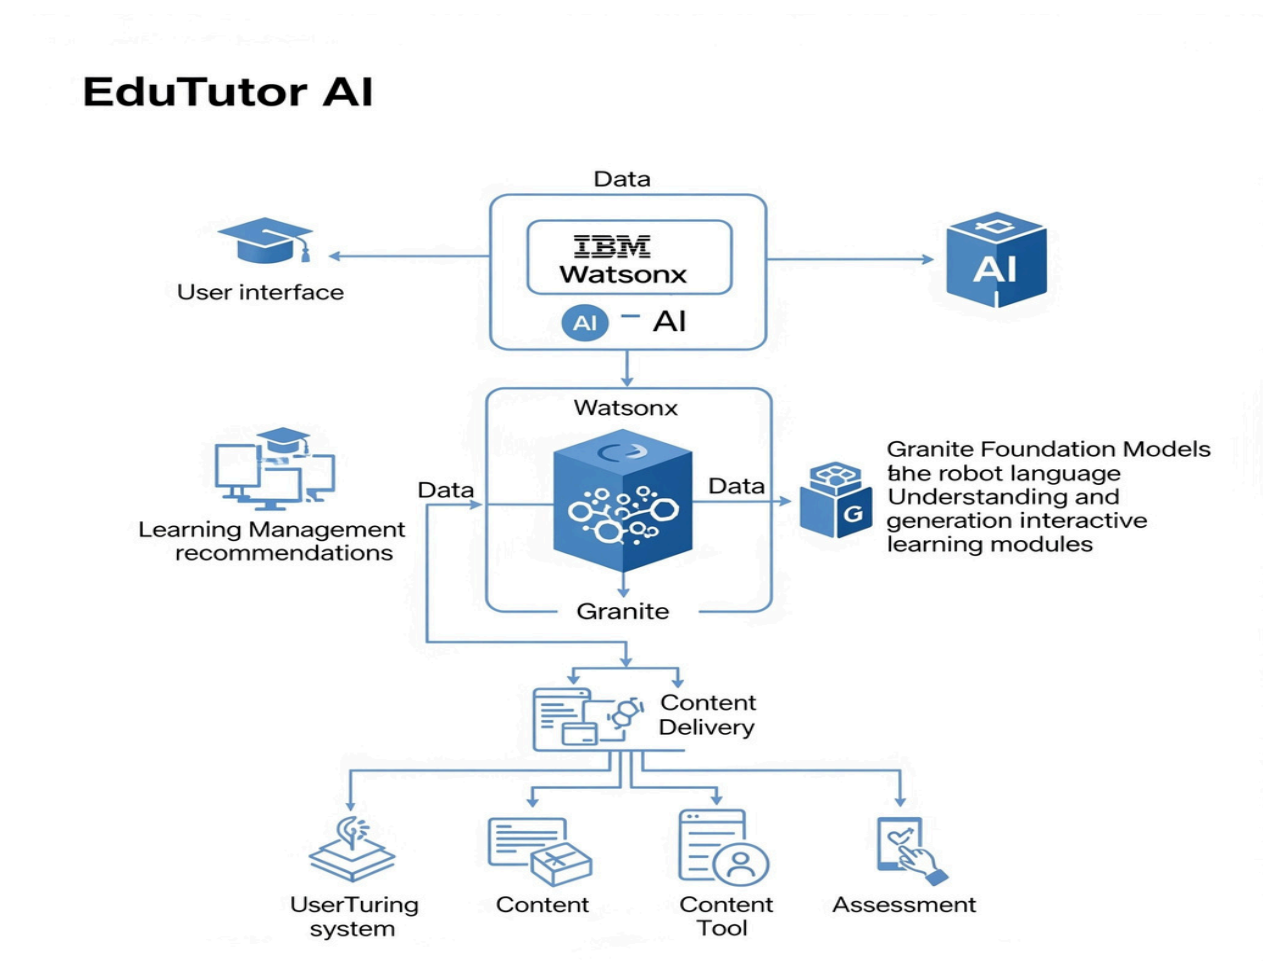 EduTutor AI
Data
IBM
Watsonx
AI – AI
User interface
AI
Watsonx
Data
Data
G
Granite
Learning Management
recommendations
Granite Foundation Models
the robot language
Understanding and
generation interactive
learning modules
Content
Delivery
UserTuring
system
Content
Content
Tool
Assessment